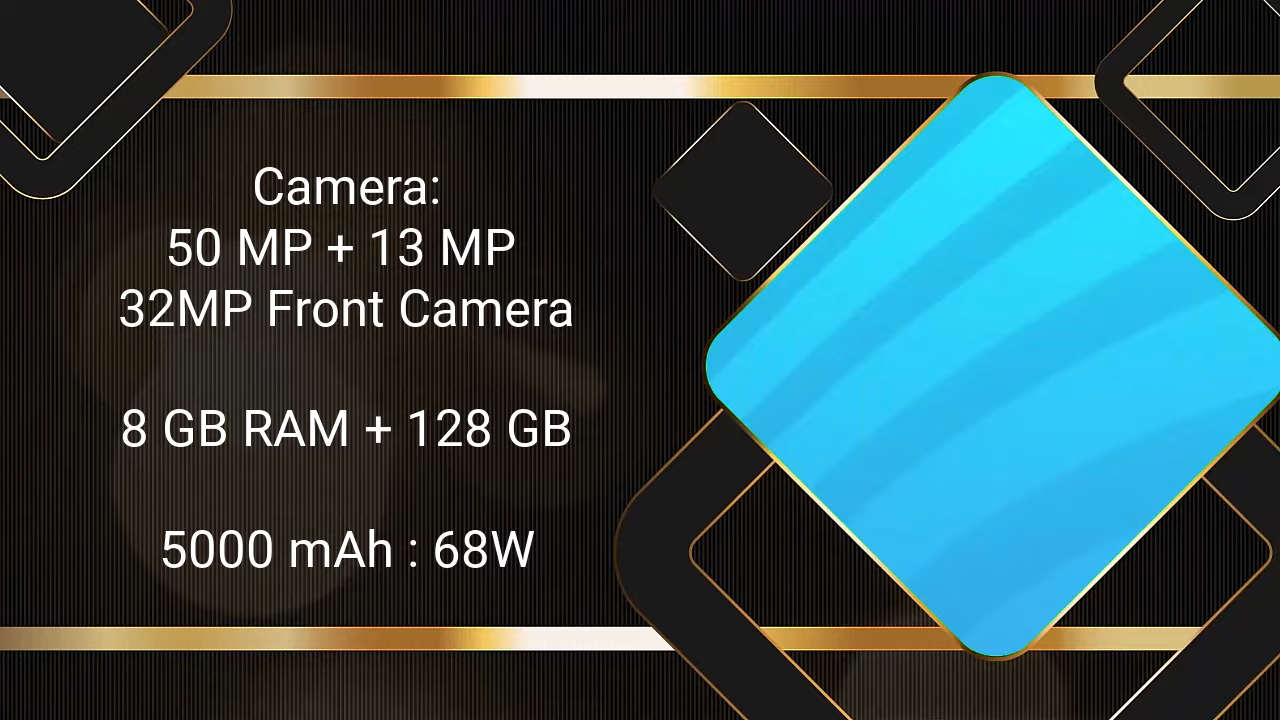 Camera:
50 MP + 13 MP
32MP Front Camera
8 GB RAM + 128 GB
5000 mAh : 68W